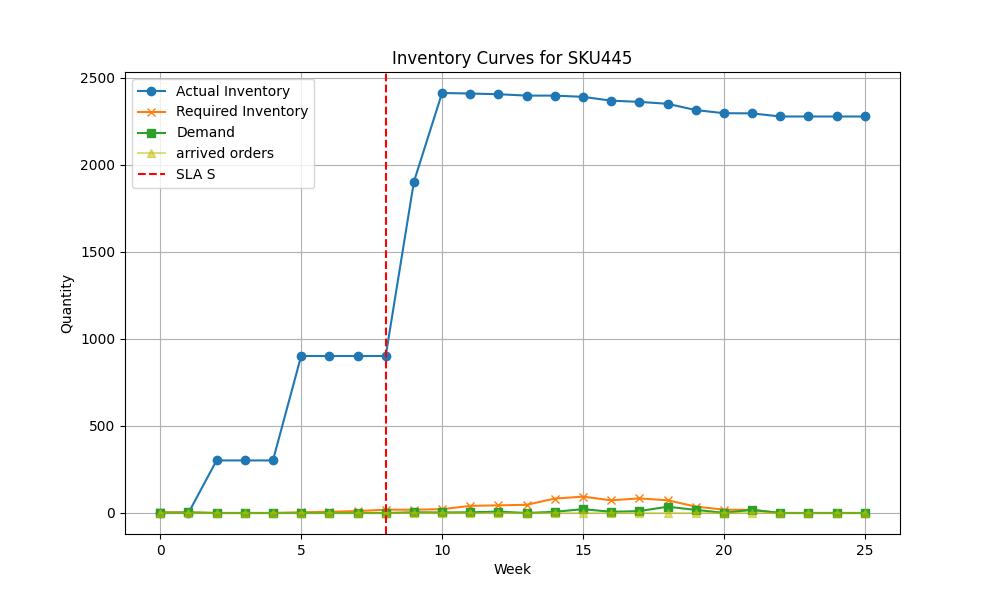 Inventory Curves for SKU445
Actual Inventory
Required Inventory
Demand
arrived orders
SLA S
Quantity
2500
2000
1500
1000
500
0
0 5 10 15 20 25
Week